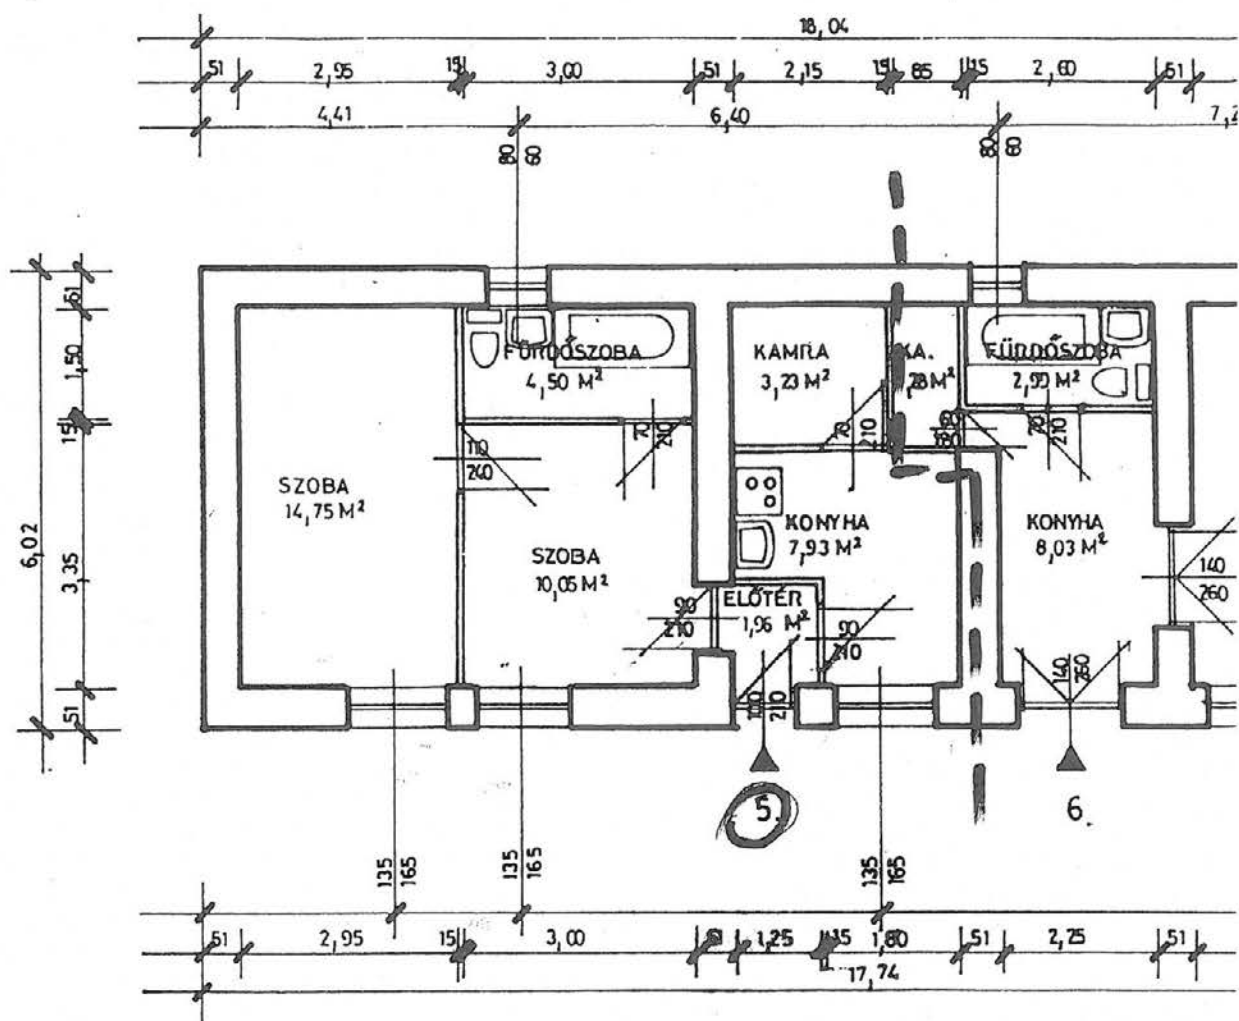 18,04
51 2,95 15 3,00 51 2,15 15 85 15 2,60 51
4,41 6,40
80 60 80 60
FÜRDŐSZOBA
4,50 M²
KAMRA
3,23 M²
KA.
FÜRDŐSZOBA
2,99 M²
51
1,50
15
3,35
51
6,02
70 210
70 210
70 210
110
240
SZOBA
14,75 M²
SZOBA
10,05 M²
KONYHA
7,93 M²
KONYHA
8,03 M²
140
260
ELŐTÉR
1,96 M²
90
210
90
210
100 210
140 260
5.
6.
135 165
135 165
135 165
51 2,95 15 3,00 51 1,25 15 1,80 51 2,25 51
17,74